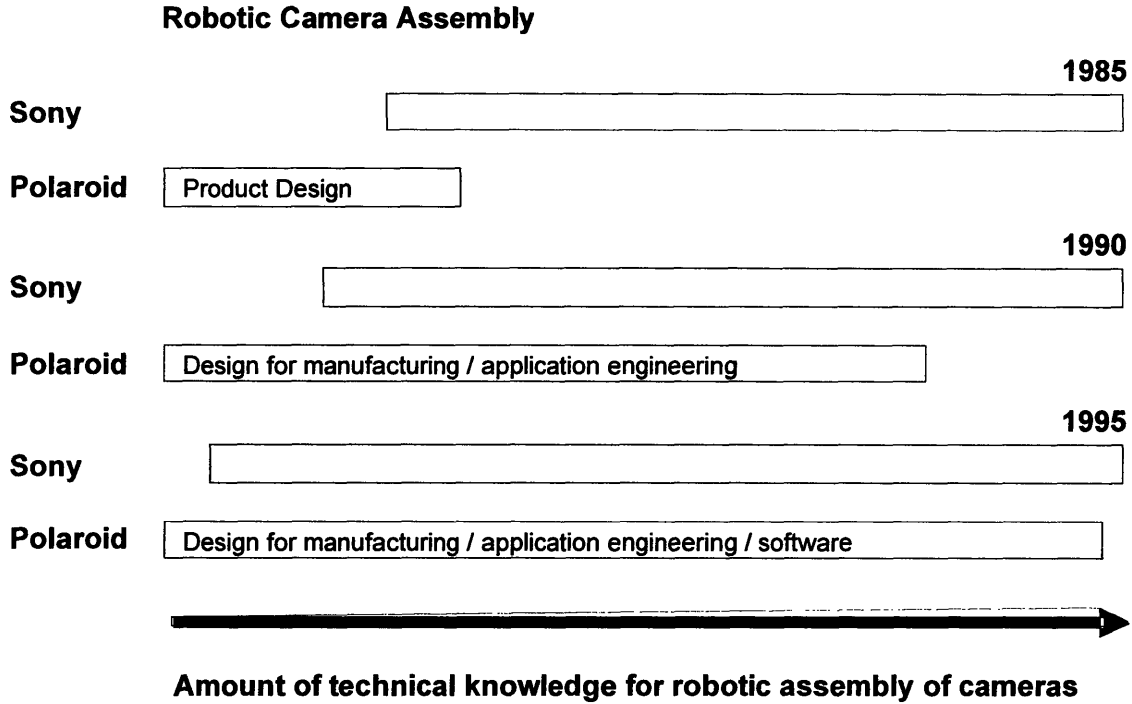 Robotic Camera Assembly
1985
Sony
Polaroid
Product Design
1990
Sony
Polaroid
Design for manufacturing / application engineering
1995
Sony
Polaroid
Design for manufacturing / application engineering / software
Amount of technical knowledge for robotic assembly of cameras